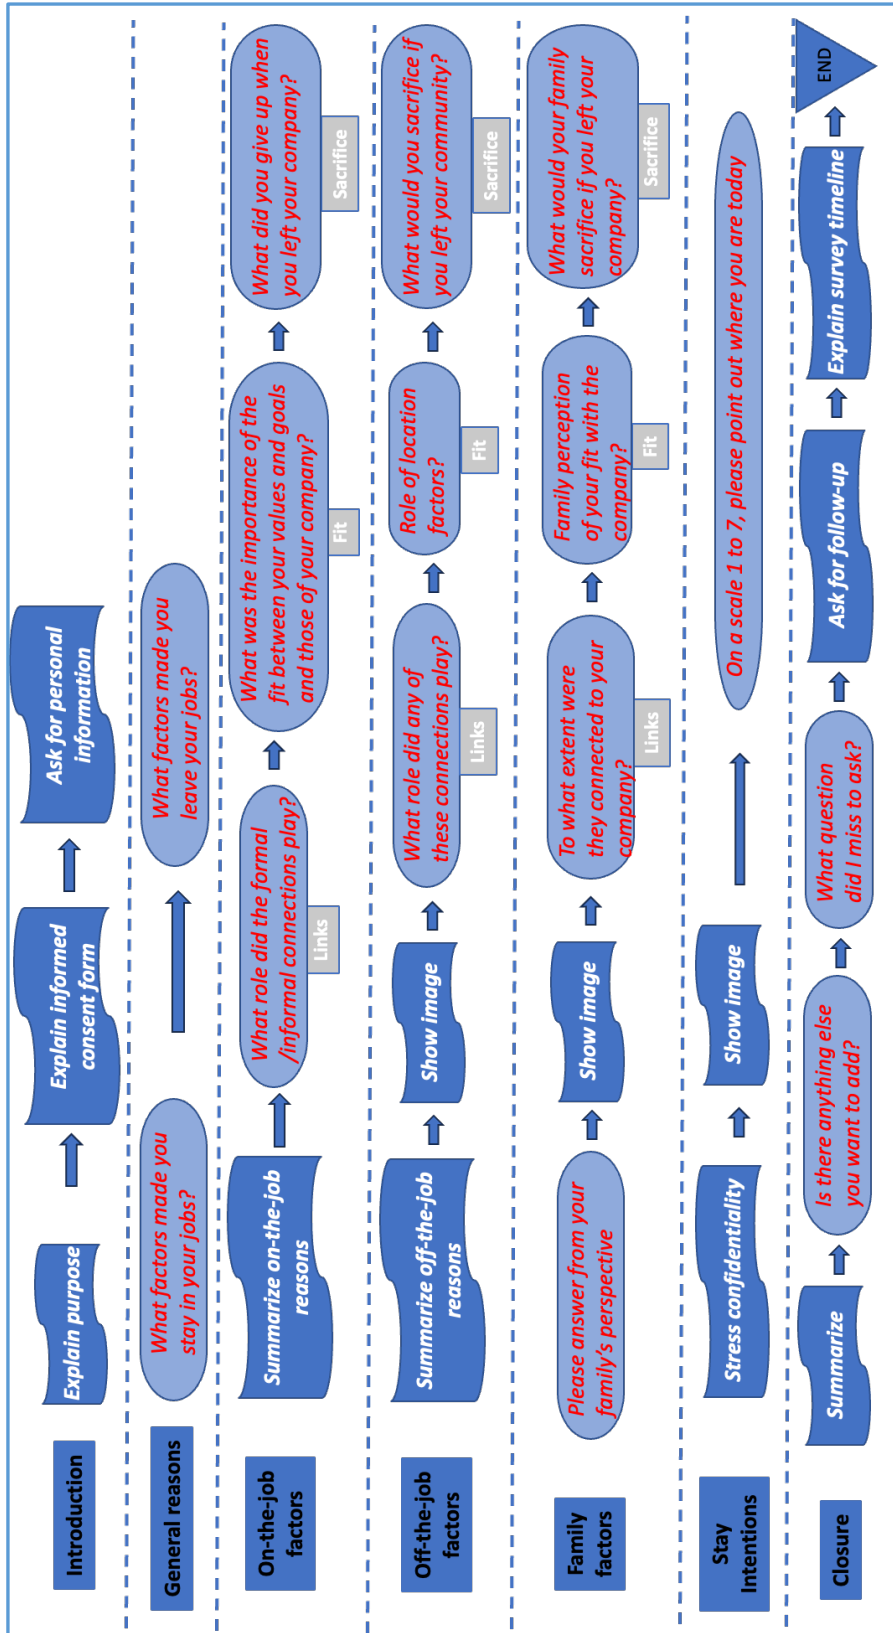 Introduction
Explain purpose
Explain informed
consent form
Ask for personal
information
General reasons
What factors made you
stay in your jobs?
What factors made you
leave your jobs?
On-the-job
factors
Summarize on-the-job
reasons
What role did the formal
/informal connections play?
Links
What was the importance of the
fit between your values and goals
and those of your company?
Fit
What did you give up when
you left your company?
Sacrifice
Off-the-job
factors
Summarize off-the-job
reasons
Show image
What role did any of
these connections play?
Links
Role of location
factors?
Fit
What would you sacrifice if
you left your community?
Sacrifice
Family
factors
Please answer from your
family's perspective
Show image
To what extent were
they connected to your
company?
Links
Family perception
of your fit with the
company?
Fit
What would your family
sacrifice if you left your
company?
Sacrifice
Stay
Intentions
Stress confidentiality
Show image
On a scale 1 to 7, please point out where you are today
Closure
Summarize
Is there anything else
you want to add?
What question
did I miss to ask?
Ask for follow-up
Explain survey timeline
END